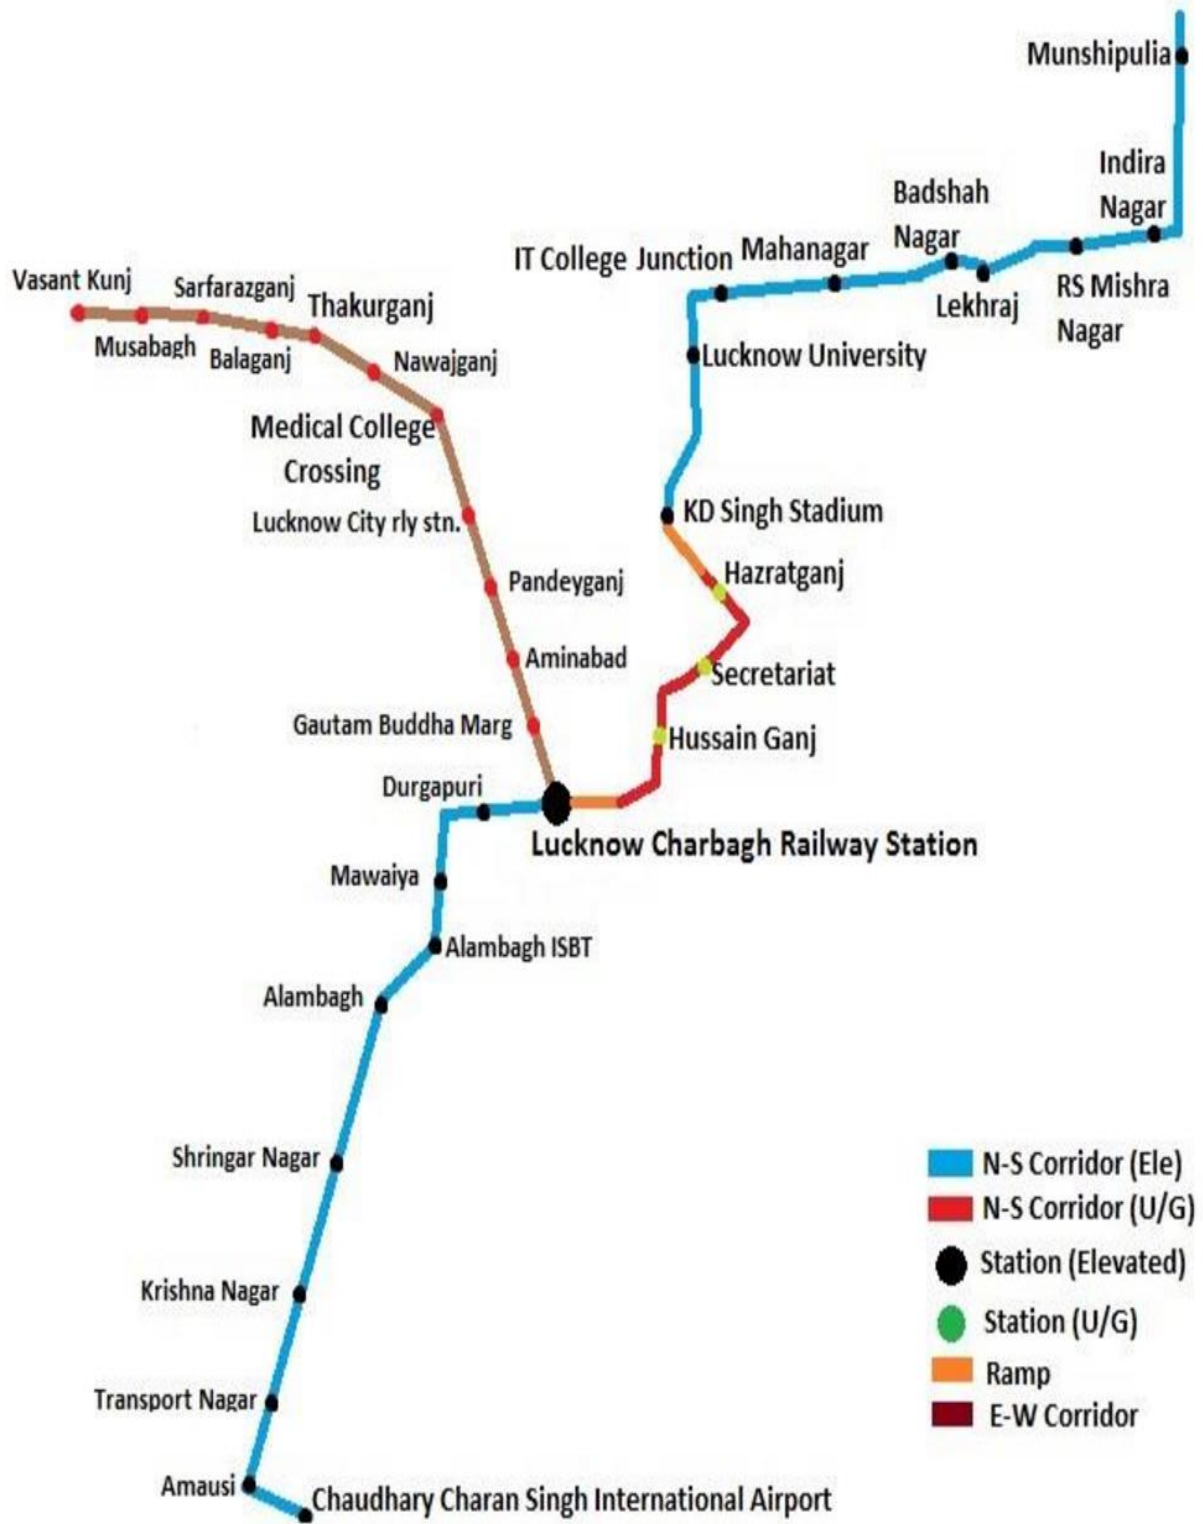 Munshipulia
Indira
Nagar
Badshah
Nagar
IT College Junction
Mahanagar
Lekhraj
RS Mishra
Nagar
Vasant Kunj
Sarfarazganj
Thakurganj
Musabagh
Balaganj
Nawajganj
Lucknow University
Medical College
Crossing
Lucknow City rly stn.
KD Singh Stadium
Pandeyganj
Hazratganj
Aminabad
Secretariat
Gautam Buddha Marg
Hussain Ganj
Durgapuri
Lucknow Charbagh Railway Station
Mawaiya
Alambagh ISBT
Alambagh
Shringar Nagar
Krishna Nagar
Transport Nagar
Amausi
Chaudhary Charan Singh International Airport
N-S Corridor (Ele)
N-S Corridor (U/G)
Station (Elevated)
Station (U/G)
Ramp
E-W Corridor